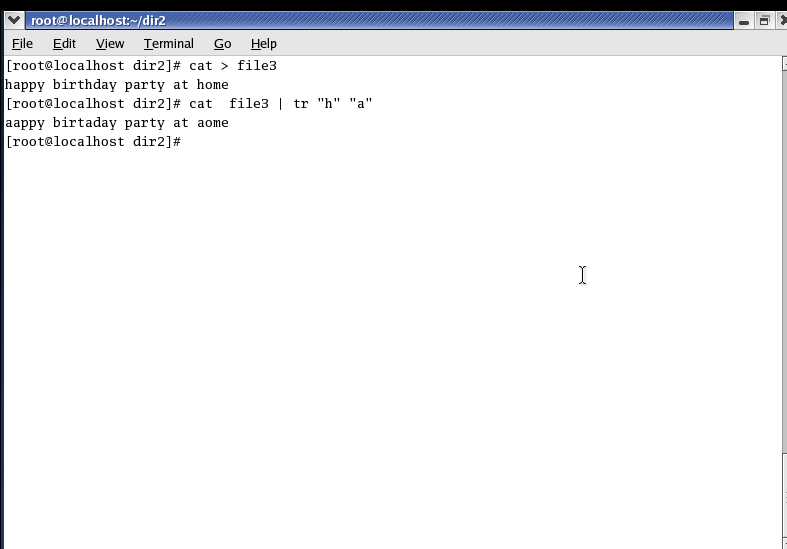 root@localhost:~/dir2
File Edit View Terminal Go Help
[root@localhost dir2]# cat > file3
happy birthday party at home
[root@localhost dir2]# cat  file3 | tr "h" "a"
aappy birtaday party at aome
[root@localhost dir2]#